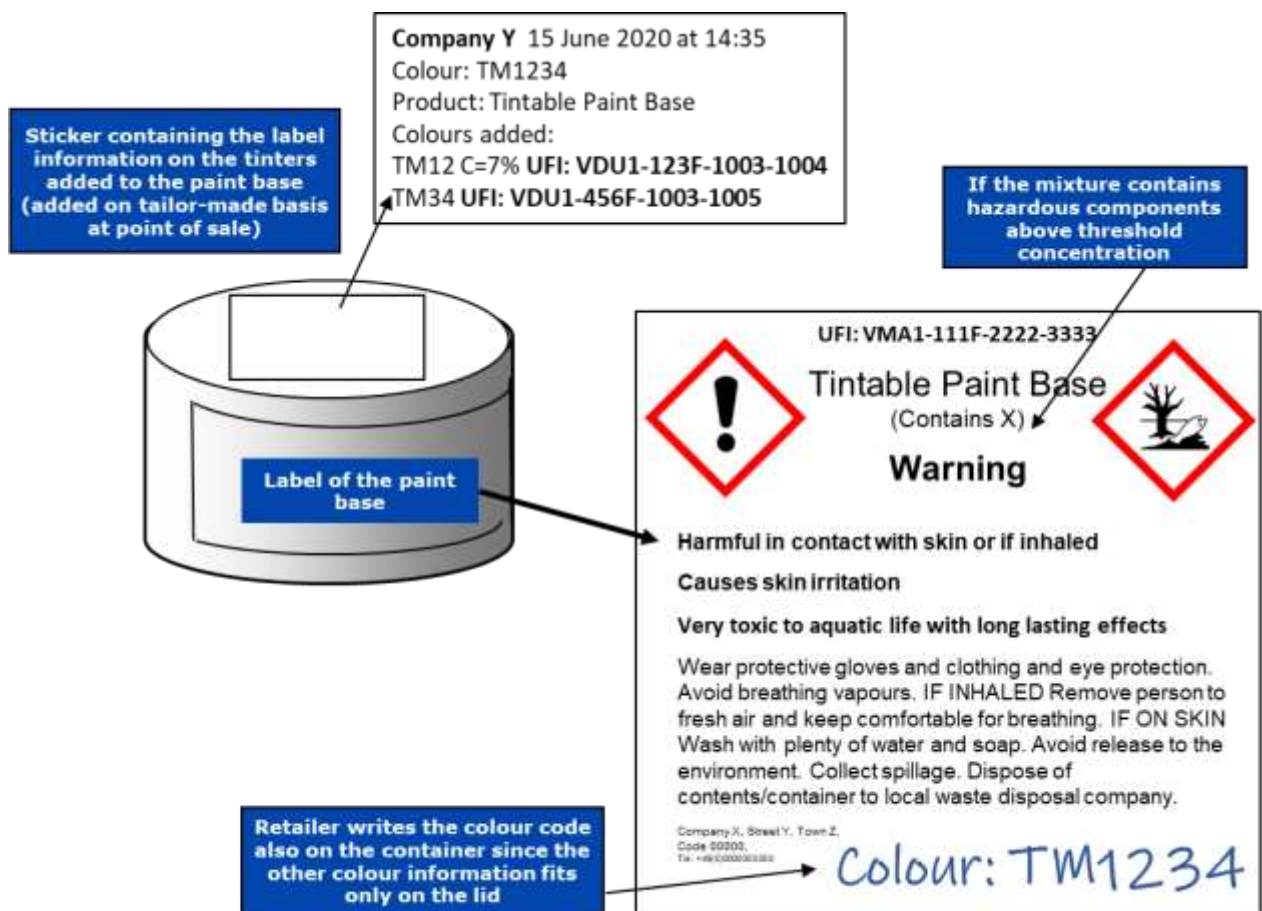 Company Y 15 June 2020 at 14:35
Colour: TM1234
Product: Tintable Paint Base
Colours added:
TM12 C=7% UFI: VDU1-123F-1003-1004
TM34 UFI: VDU1-456F-1003-1005
Sticker containing the label
information on the tinters
added to the paint base
(added on tailor-made basis
at point of sale)
If the mixture contains
hazardous components
above threshold
concentration
Label of the paint
base
UFI: VMA1-111F-2222-3333
Tintable Paint Base
(Contains X)
Warning
Harmful in contact with skin or if inhaled
Causes skin irritation
Very toxic to aquatic life with long lasting effects
Wear protective gloves and clothing and eye protection.
Avoid breathing vapours. IF INHALED Remove person to
fresh air and keep comfortable for breathing. IF ON SKIN
Wash with plenty of water and soap. Avoid release to the
environment. Collect spillage. Dispose of
contents/container to local waste disposal company.
Company X, Street Y, Town Z,
Code 00000,
Tel.
Colour: TM1234
Retailer writes the colour code
also on the container since the
other colour information fits
only on the lid